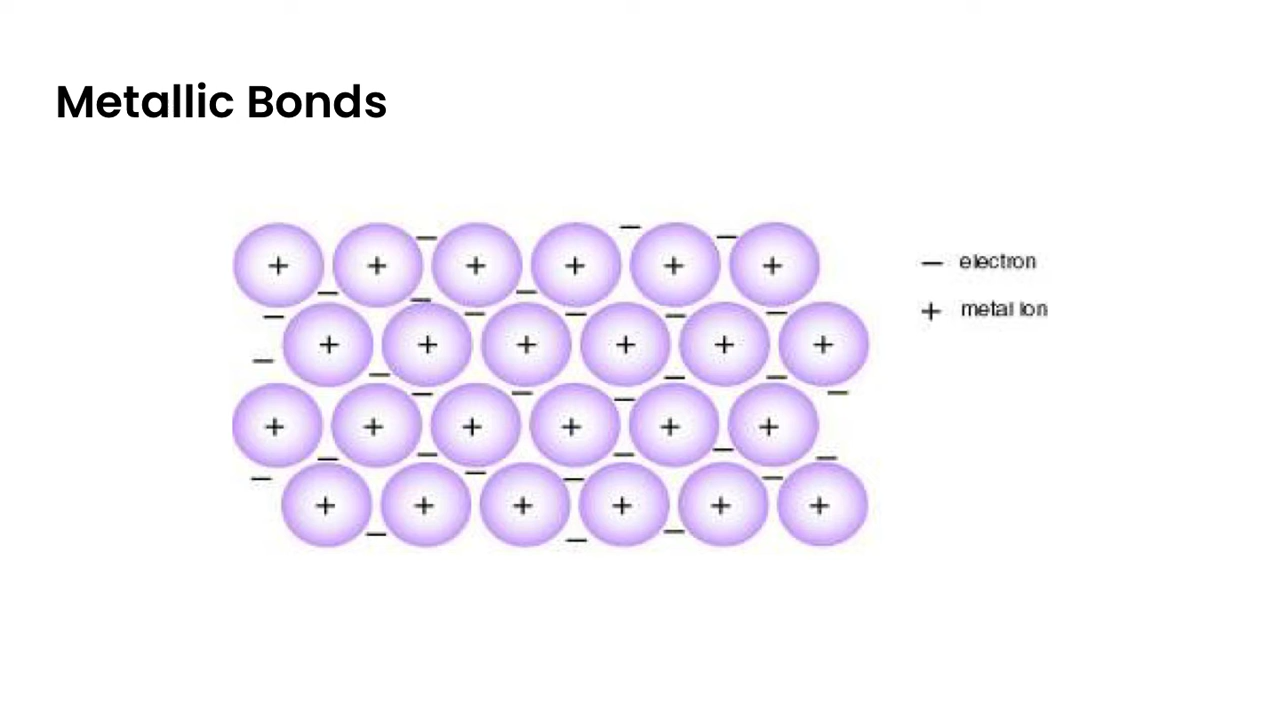 Metallic Bonds
+ + + + + +
+ + + + + +
+ + + + + +
+ + + + + +
— electron
+ metal ion